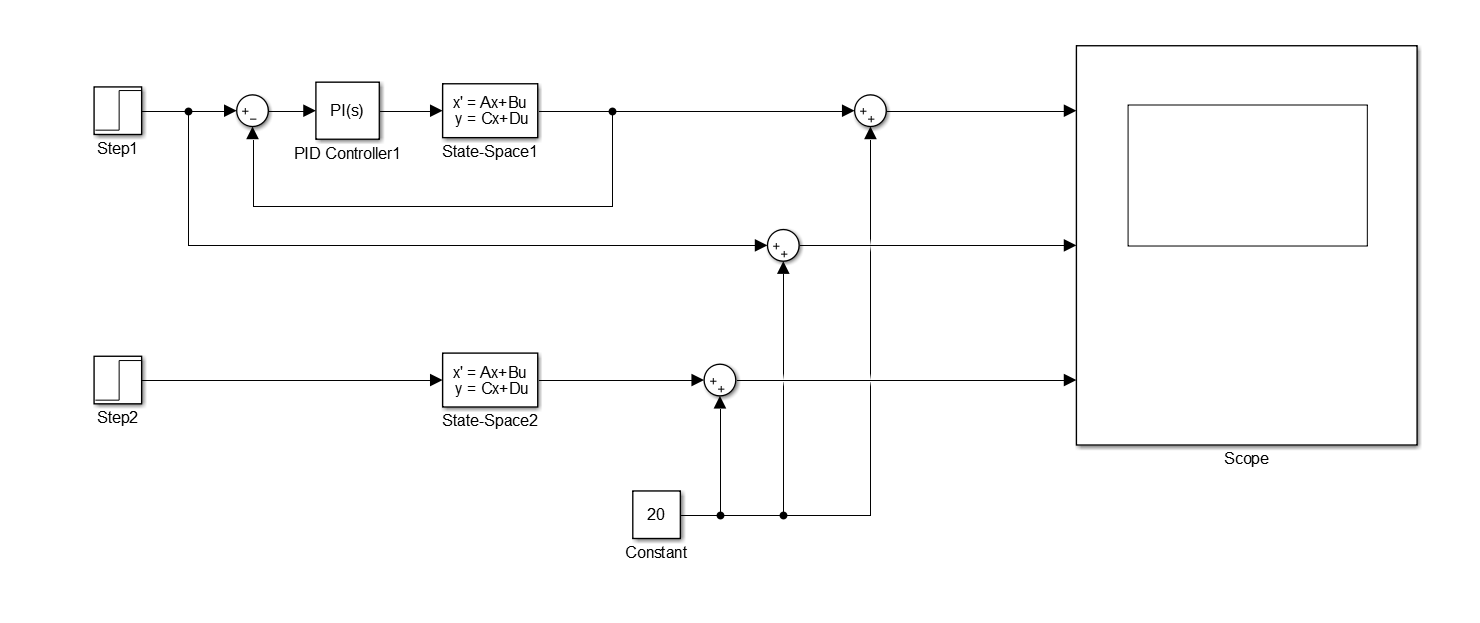 Step1
+
−
PI(s)
PID Controller1
x' = Ax+Bu
y = Cx+Du
State-Space1
+
+
+
+
Step2
x' = Ax+Bu
y = Cx+Du
State-Space2
+
+
20
Constant
Scope